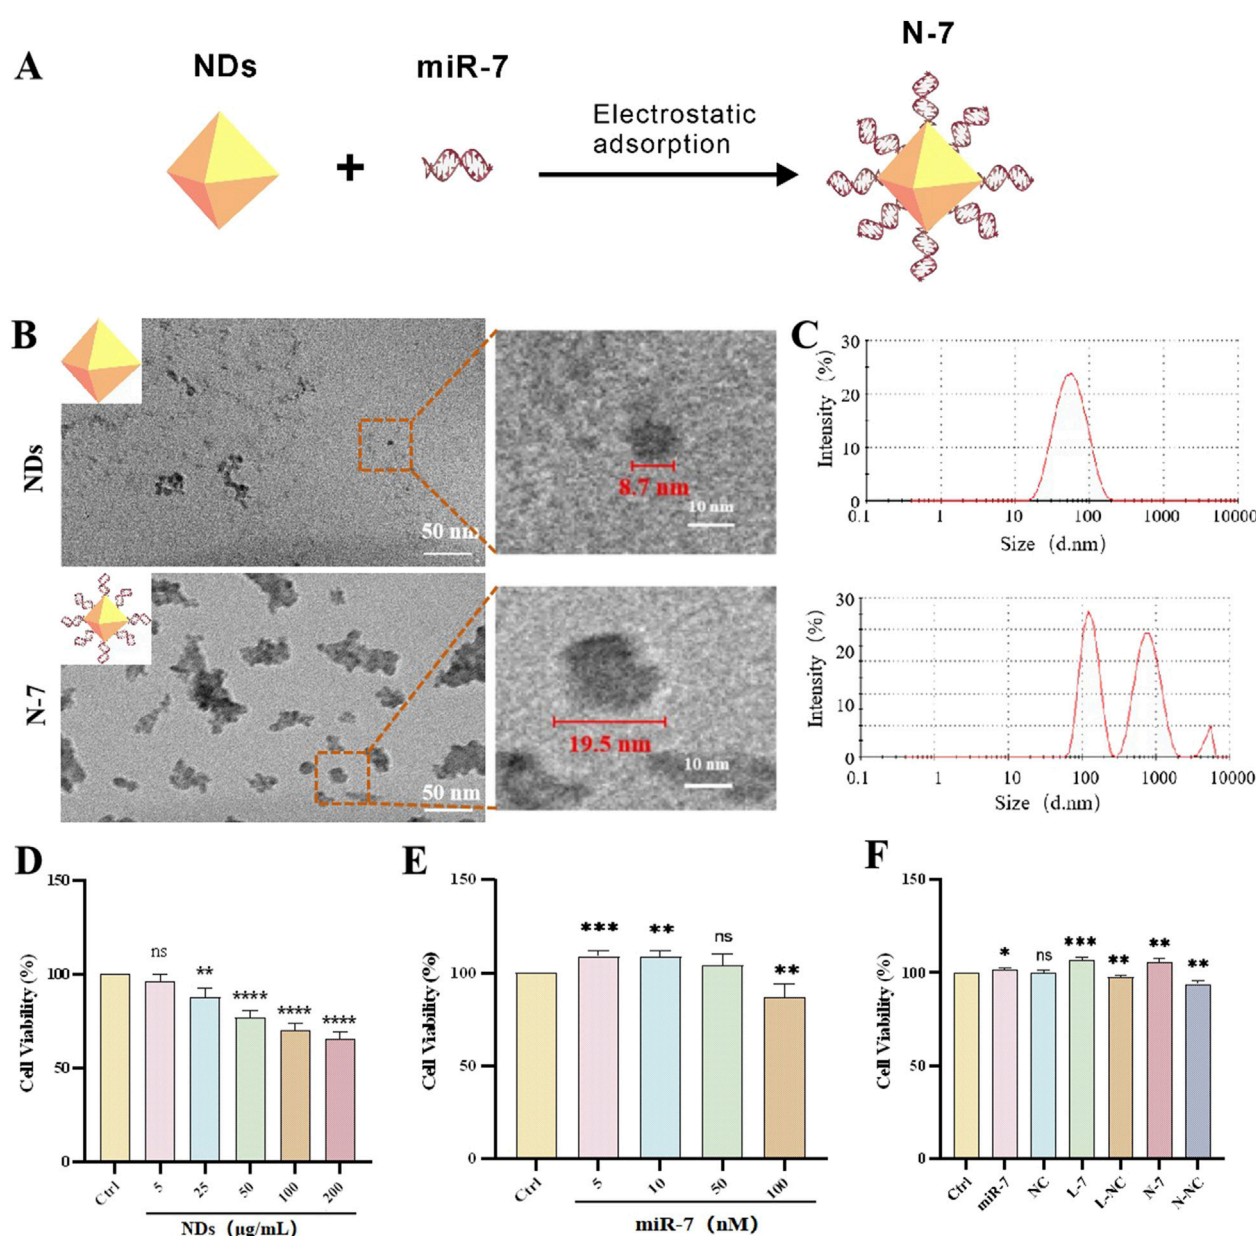 A
NDs
+
miR-7
Electrostatic
adsorption
N-7
B
NDs
50 nm
8.7 nm
10 nm
N-7
50 nm
19.5 nm
10 nm
C
Intensity (%)
30
20
10
0
0.1 1 10 100 1000 10000
Size (d.nm)
Intensity (%)
30
20
10
0
0.1 1 10 100 1000 10000
Size (d.nm)
D
Cell Viability (%)
150
100
50
0
ns ** **** **** ****
Ctrl 5 25 50 100 200
NDs (μg/mL)
E
Cell Viability (%)
150
100
50
0
*** ** ns **
Ctrl 5 10 50 100
miR-7 (nM)
F
Cell Viability (%)
150
100
50
0
* ns *** ** ** **
Ctrl miR-7 NC L-7 L-NC N-7 N-NC